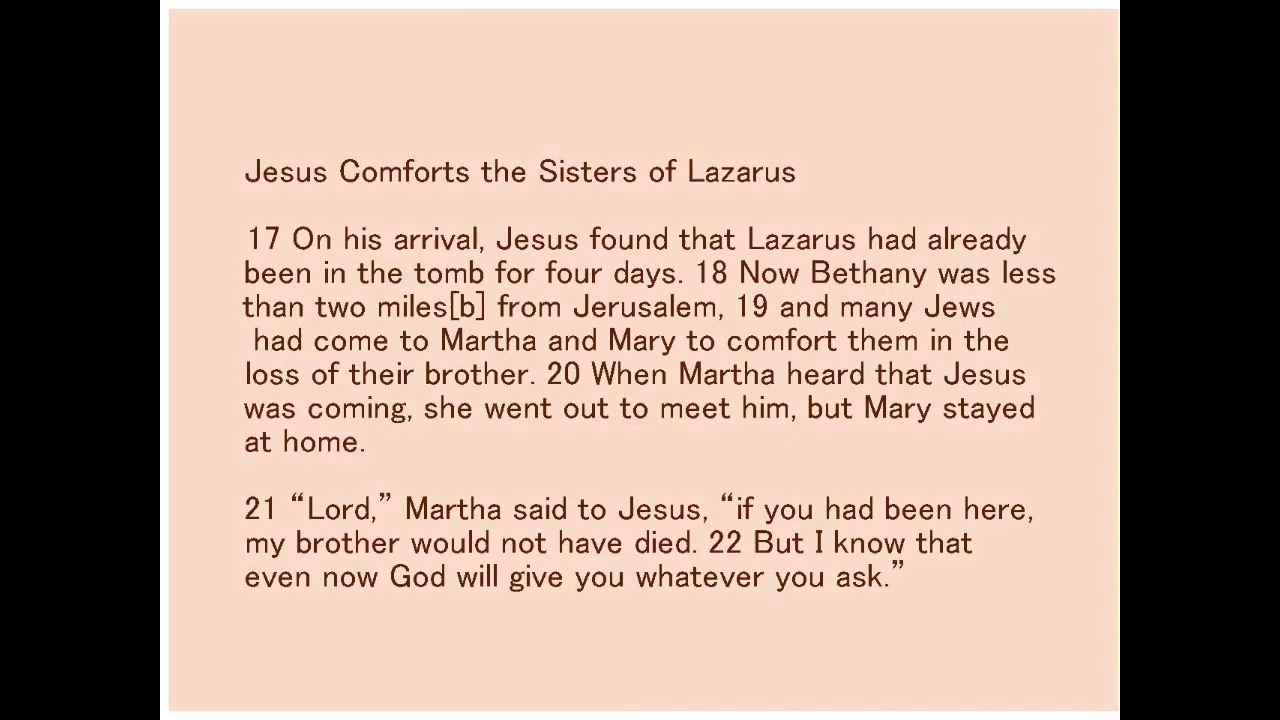 Jesus Comforts the Sisters of Lazarus
17 On his arrival, Jesus found that Lazarus had already
been in the tomb for four days. 18 Now Bethany was less
than two miles[b] from Jerusalem, 19 and many Jews
had come to Martha and Mary to comfort them in the
loss of their brother. 20 When Martha heard that Jesus
was coming, she went out to meet him, but Mary stayed
at home.
21 “Lord,” Martha said to Jesus, “if you had been here,
my brother would not have died. 22 But I know that
even now God will give you whatever you ask.”